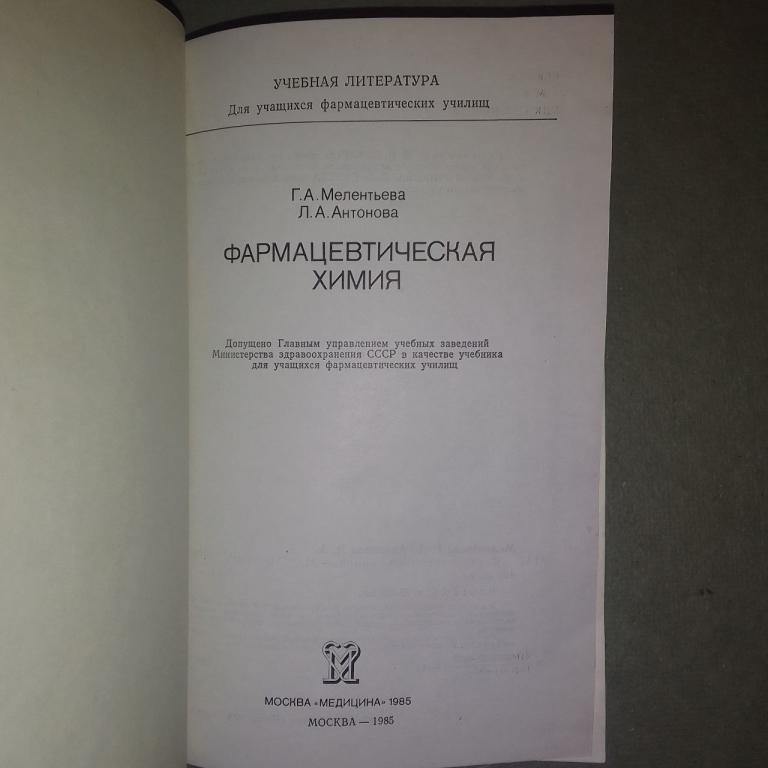 УЧЕБНАЯ ЛИТЕРАТУРА
Для учащихся фармацевтических училищ
Г.А.Мелентьева
Л.А.Антонова
ФАРМАЦЕВТИЧЕСКАЯ
ХИМИЯ
Допущено Главным управлением учебных заведений
Министерства здравоохранения СССР в качестве учебника
для учащихся фармацевтических училищ
МОСКВА «МЕДИЦИНА» 1985
МОСКВА — 1985